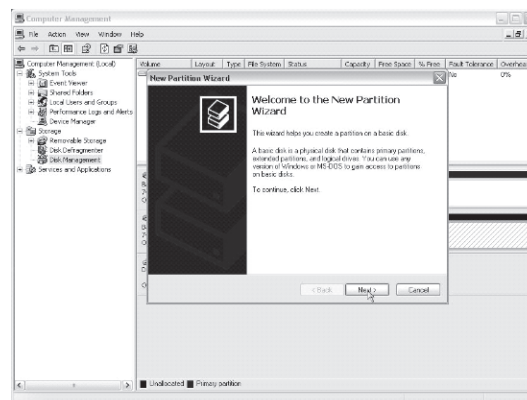 Computer Management
File Action View Window Help
Computer Management (Local)
System Tools
Event Viewer
Shared Folders
Local Users and Groups
Performance Logs and Alerts
Device Manager
Storage
Removable Storage
Disk Defragmenter
Disk Management
Services and Applications
Volume Layout Type File System Status Capacity Free Space % Free Fault Tolerance Overhead
No 0%
New Partition Wizard
Welcome to the New Partition
Wizard
This wizard helps you create a partition on a basic disk.
A basic disk is a physical disk that contains primary partitions,
extended partitions, and logical drives. You can use any
version of Windows or MS-DOS to gain access to partitions
on basic disks.
To continue, click Next.
< Back Next > Cancel
Unallocated Primary partition